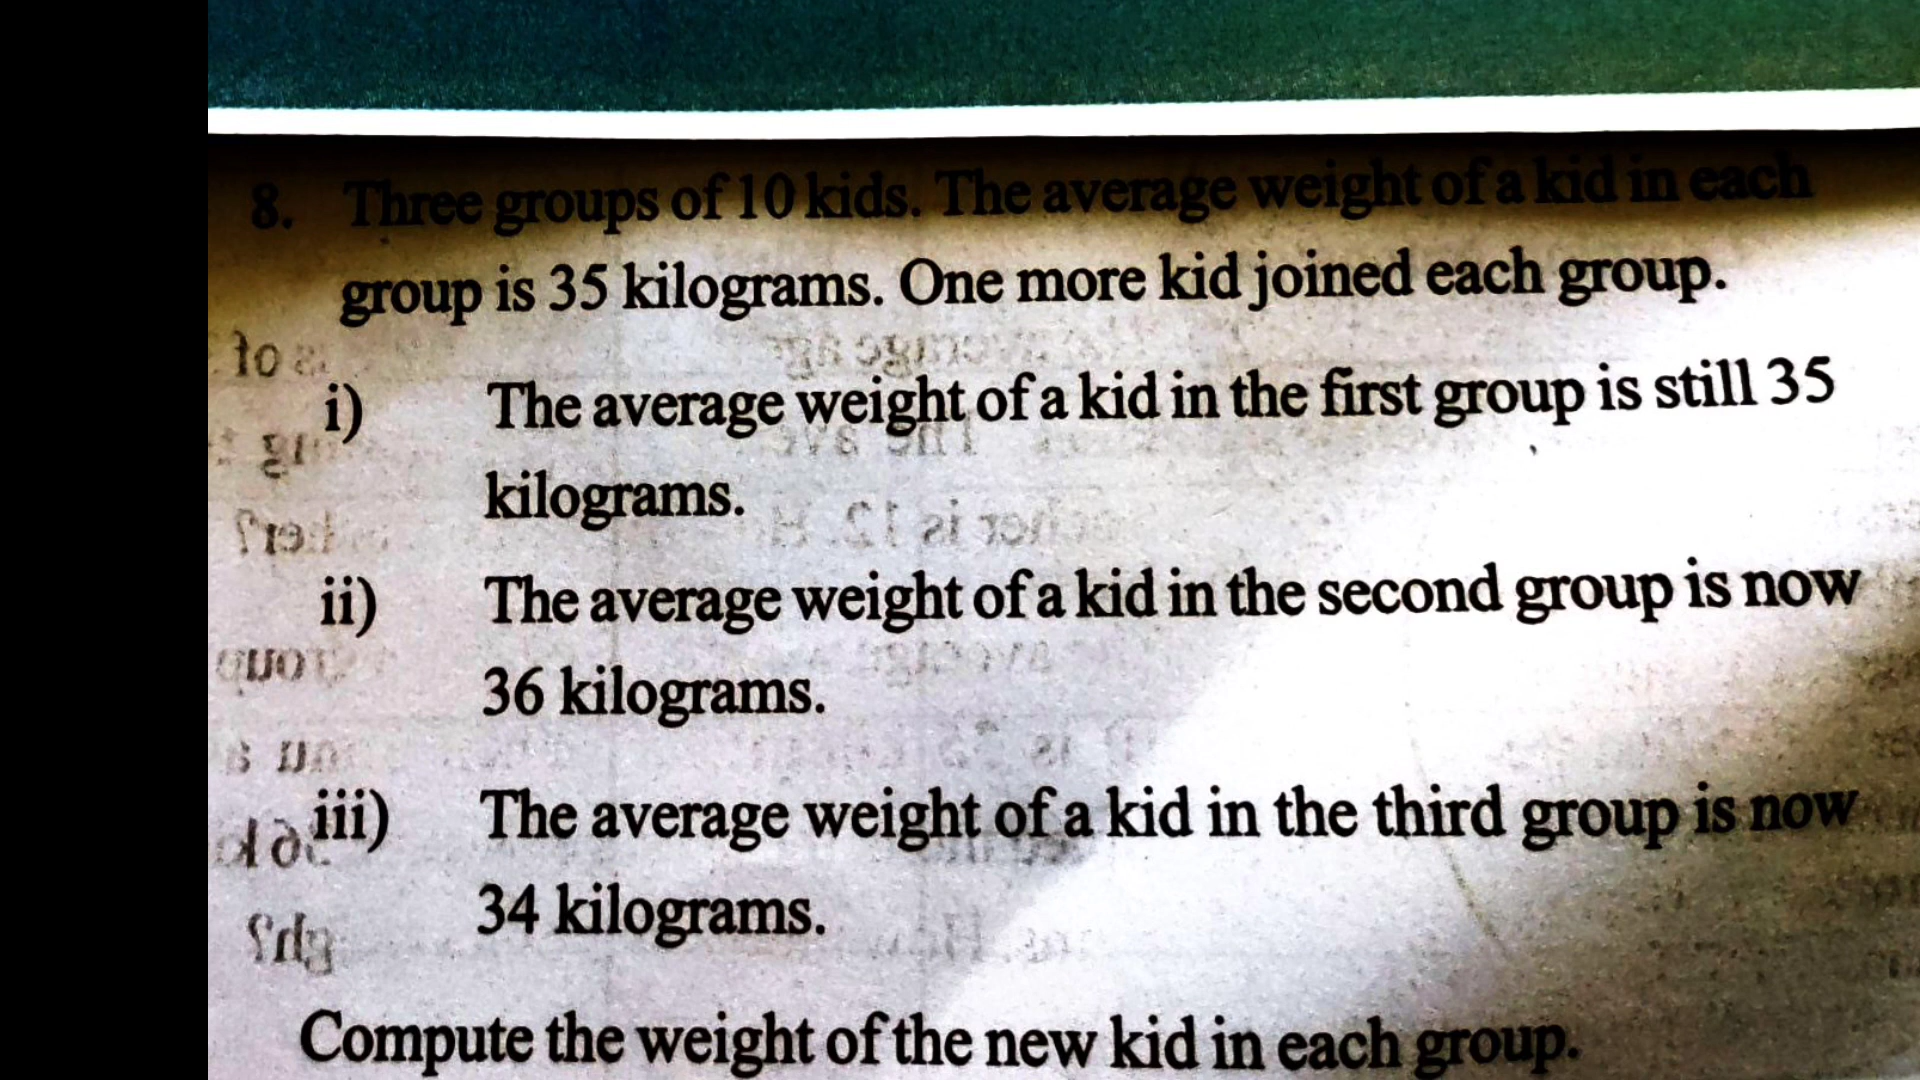 8. Three groups of 10 kids. The average weight of a kid in each
group is 35 kilograms. One more kid joined each group.
i) The average weight of a kid in the first group is still 35
kilograms.
ii) The average weight of a kid in the second group is now
36 kilograms.
iii) The average weight of a kid in the third group is now
34 kilograms.
Compute the weight of the new kid in each group.